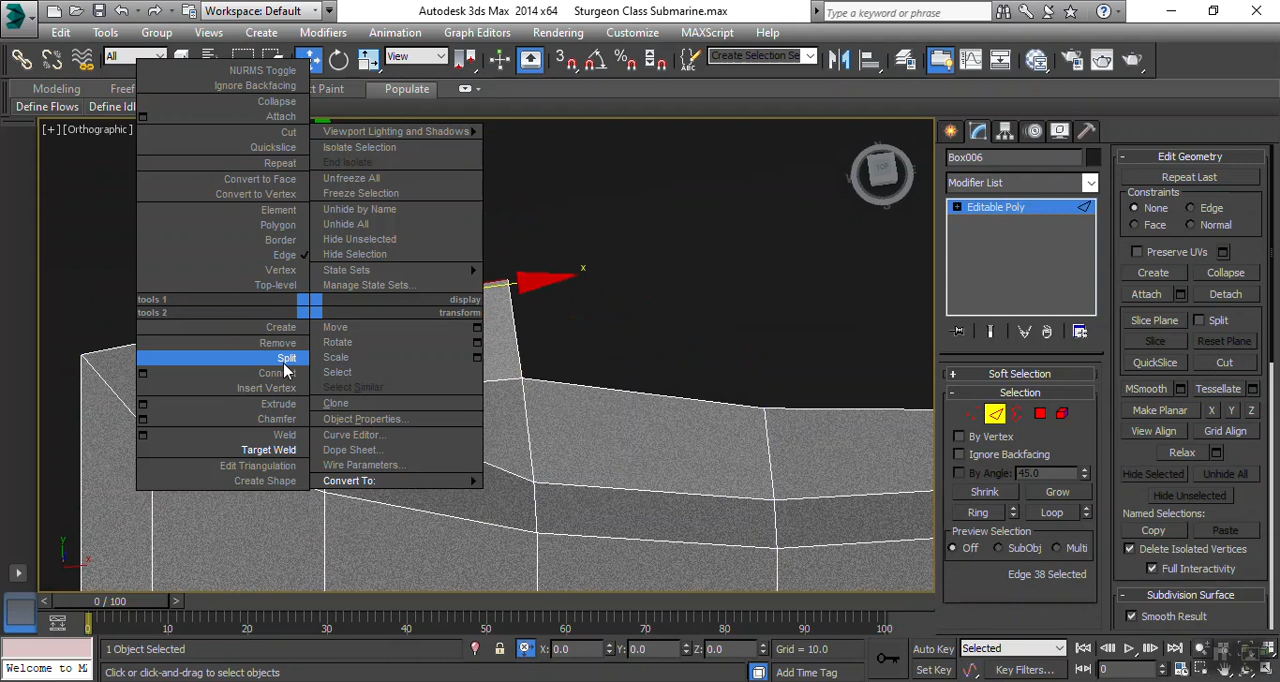 Workspace: Default
Autodesk 3ds Max 2014 x64 Sturgeon Class Submarine.max
Type a keyword or phrase
Edit Tools Group Views Create Modifiers Animation Graph Editors Rendering Customize MAXScript Help
All
View
Create Selection Se
Modeling
Populate
Define Flows
[+][Orthographic]
NURMS Toggle
Ignore Backfacing
Collapse
Attach
Cut
Quickslice
Repeat
Convert to Face
Convert to Vertex
Element
Polygon
Border
Edge
Vertex
Top-level
tools 1
tools 2
Create
Remove
Split
Insert Vertex
Extrude
Chamfer
Weld
Target Weld
Edit Triangulation
Create Shape
Viewport Lighting and Shadows
Isolate Selection
End Isolate
Unfreeze All
Freeze Selection
Unhide by Name
Unhide All
Hide Unselected
Hide Selection
State Sets
Manage State Sets...
display
transform
Move
Rotate
Scale
Select
Select Similar
Clone
Object Properties...
Curve Editor...
Dope Sheet...
Wire Parameters...
Convert To:
x
TOP
y
x
Box006
Modifier List
Editable Poly
Soft Selection
Selection
By Vertex
Ignore Backfacing
By Angle: 45.0
Shrink Grow
Ring Loop
Preview Selection
Off SubObj Multi
Edge 38 Selected
Edit Geometry
Repeat Last
Constraints
None Edge
Face Normal
Preserve UVs
Create Collapse
Attach Detach
Slice Plane Split
Slice Reset Plane
QuickSlice Cut
MSmooth Tessellate
Make Planar X Y Z
View Align Grid Align
Relax
Hide Selected Unhide All
Hide Unselected
Named Selections:
Copy Paste
Delete Isolated Vertices
Full Interactivity
Subdivision Surface
Smooth Result
0 / 100
0 10 20 30 40 50 60 70 80 90 100
1 Object Selected
X: 0.0 Y: 0.0 Z: 0.0 Grid = 10.0
Auto Key Selected
Welcome to M
Click or click-and-drag to select objects
Add Time Tag
Set Key Key Filters...
0